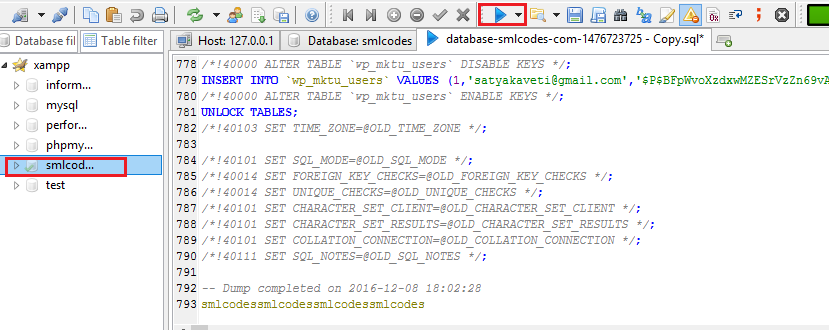 Database fil
Table filter
Host: 127.0.0.1
Database: smlcodes
database-smlcodes-com-1476723725 - Copy.sql*
xampp
inform...
mysql
perfor...
phpmy...
smlcod...
test
778 /*!40000 ALTER TABLE `wp_mktu_users` DISABLE KEYS */;
779 INSERT INTO `wp_mktu_users` VALUES (1,'satyakaveti@gmail.com','$P$BFpWvoXzdxwMZESrVzZn69vA
780 /*!40000 ALTER TABLE `wp_mktu_users` ENABLE KEYS */;
781 UNLOCK TABLES;
782 /*!40103 SET TIME_ZONE=@OLD_TIME_ZONE */;
783
784 /*!40101 SET SQL_MODE=@OLD_SQL_MODE */;
785 /*!40014 SET FOREIGN_KEY_CHECKS=@OLD_FOREIGN_KEY_CHECKS */;
786 /*!40014 SET UNIQUE_CHECKS=@OLD_UNIQUE_CHECKS */;
787 /*!40101 SET CHARACTER_SET_CLIENT=@OLD_CHARACTER_SET_CLIENT */;
788 /*!40101 SET CHARACTER_SET_RESULTS=@OLD_CHARACTER_SET_RESULTS */;
789 /*!40101 SET COLLATION_CONNECTION=@OLD_COLLATION_CONNECTION */;
790 /*!40111 SET SQL_NOTES=@OLD_SQL_NOTES */;
791
792 -- Dump completed on 2016-12-08 18:02:28
793 smlcodessmlcodessmlcodessmlcodes